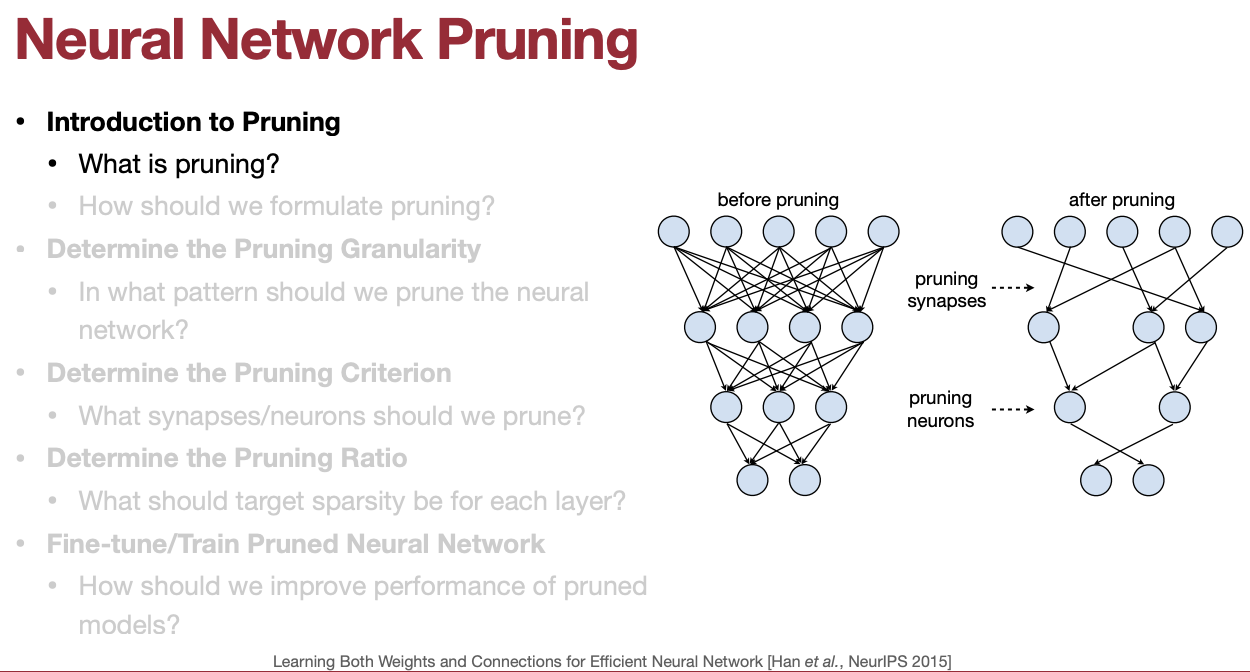 Neural Network Pruning
• Introduction to Pruning
• What is pruning?
• How should we formulate pruning?
• Determine the Pruning Granularity
• In what pattern should we prune the neural
network?
• Determine the Pruning Criterion
• What synapses/neurons should we prune?
• Determine the Pruning Ratio
• What should target sparsity be for each layer?
• Fine-tune/Train Pruned Neural Network
• How should we improve performance of pruned
models?
before pruning
after pruning
pruning
synapses
pruning
neurons
Learning Both Weights and Connections for Efficient Neural Network [Han et al., NeurIPS 2015]